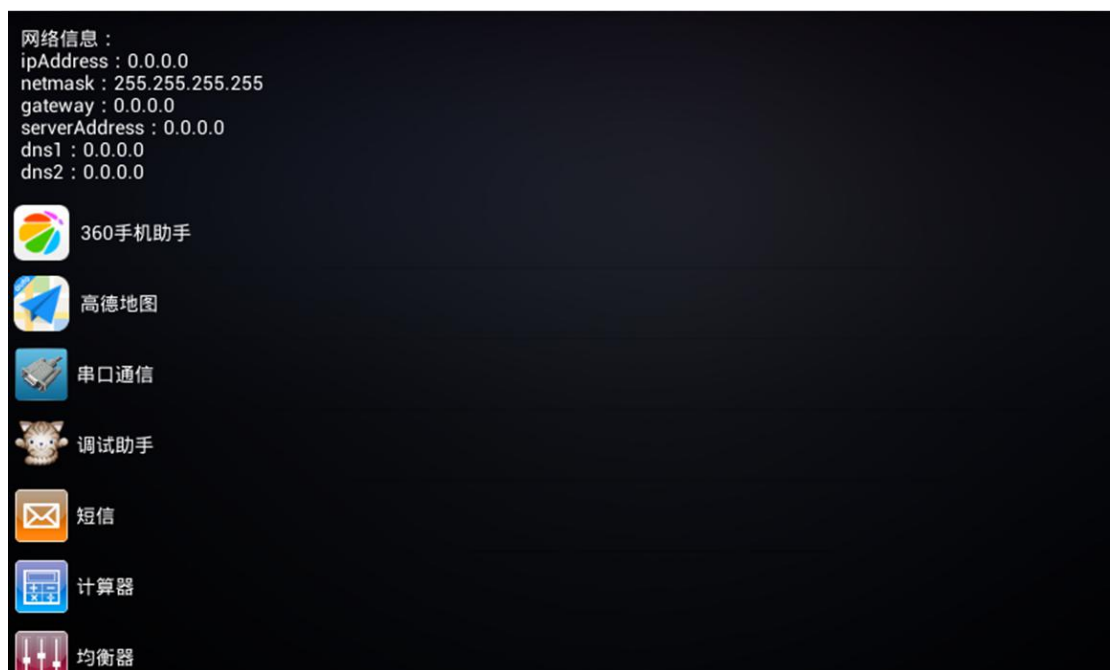 网络信息：
ipAddress：0.0.0.0
netmask：255.255.255.255
gateway：0.0.0.0
serverAddress：0.0.0.0
dns1：0.0.0.0
dns2：0.0.0.0
360手机助手
高德地图
串口通信
调试助手
短信
计算器
均衡器